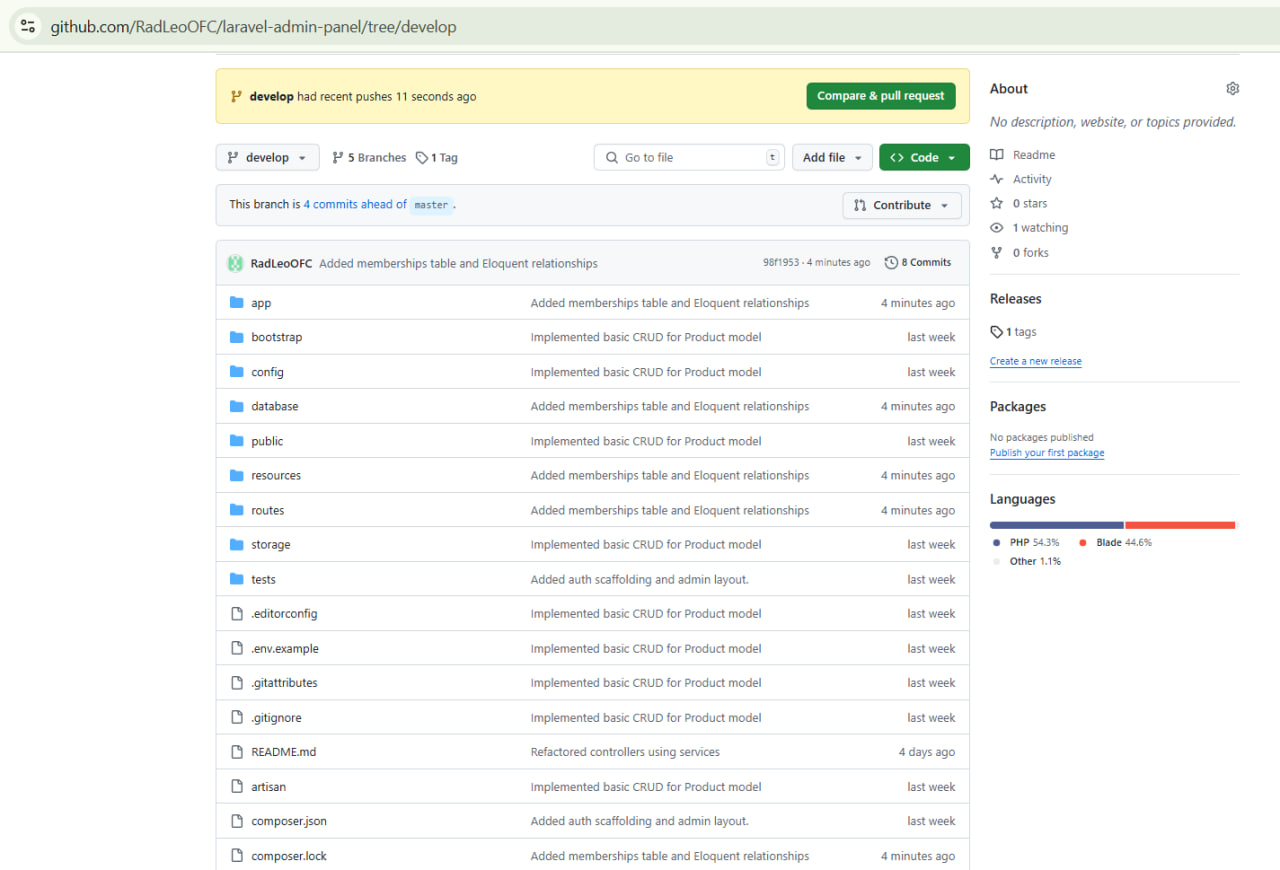 github.com/RadLeoOFC/laravel-admin-panel/tree/develop
develop had recent pushes 11 seconds ago
Compare & pull request
develop
5 Branches
1 Tag
Go to file
t
Add file
Code
This branch is 4 commits ahead of master .
Contribute
RadLeoOFC Added memberships table and Eloquent relationships 98f1953 · 4 minutes ago 8 Commits
app Added memberships table and Eloquent relationships 4 minutes ago
bootstrap Implemented basic CRUD for Product model last week
config Implemented basic CRUD for Product model last week
database Added memberships table and Eloquent relationships 4 minutes ago
public Implemented basic CRUD for Product model last week
resources Added memberships table and Eloquent relationships 4 minutes ago
routes Added memberships table and Eloquent relationships 4 minutes ago
storage Implemented basic CRUD for Product model last week
tests Added auth scaffolding and admin layout. last week
.editorconfig Implemented basic CRUD for Product model last week
.env.example Implemented basic CRUD for Product model last week
.gitattributes Implemented basic CRUD for Product model last week
.gitignore Implemented basic CRUD for Product model last week
README.md Refactored controllers using services 4 days ago
artisan Implemented basic CRUD for Product model last week
composer.json Added auth scaffolding and admin layout. last week
composer.lock Added memberships table and Eloquent relationships 4 minutes ago
About
No description, website, or topics provided.
Readme
Activity
0 stars
1 watching
0 forks
Releases
1 tags
Create a new release
Packages
No packages published
Publish your first package
Languages
PHP 54.3% Blade 44.6%
Other 1.1%